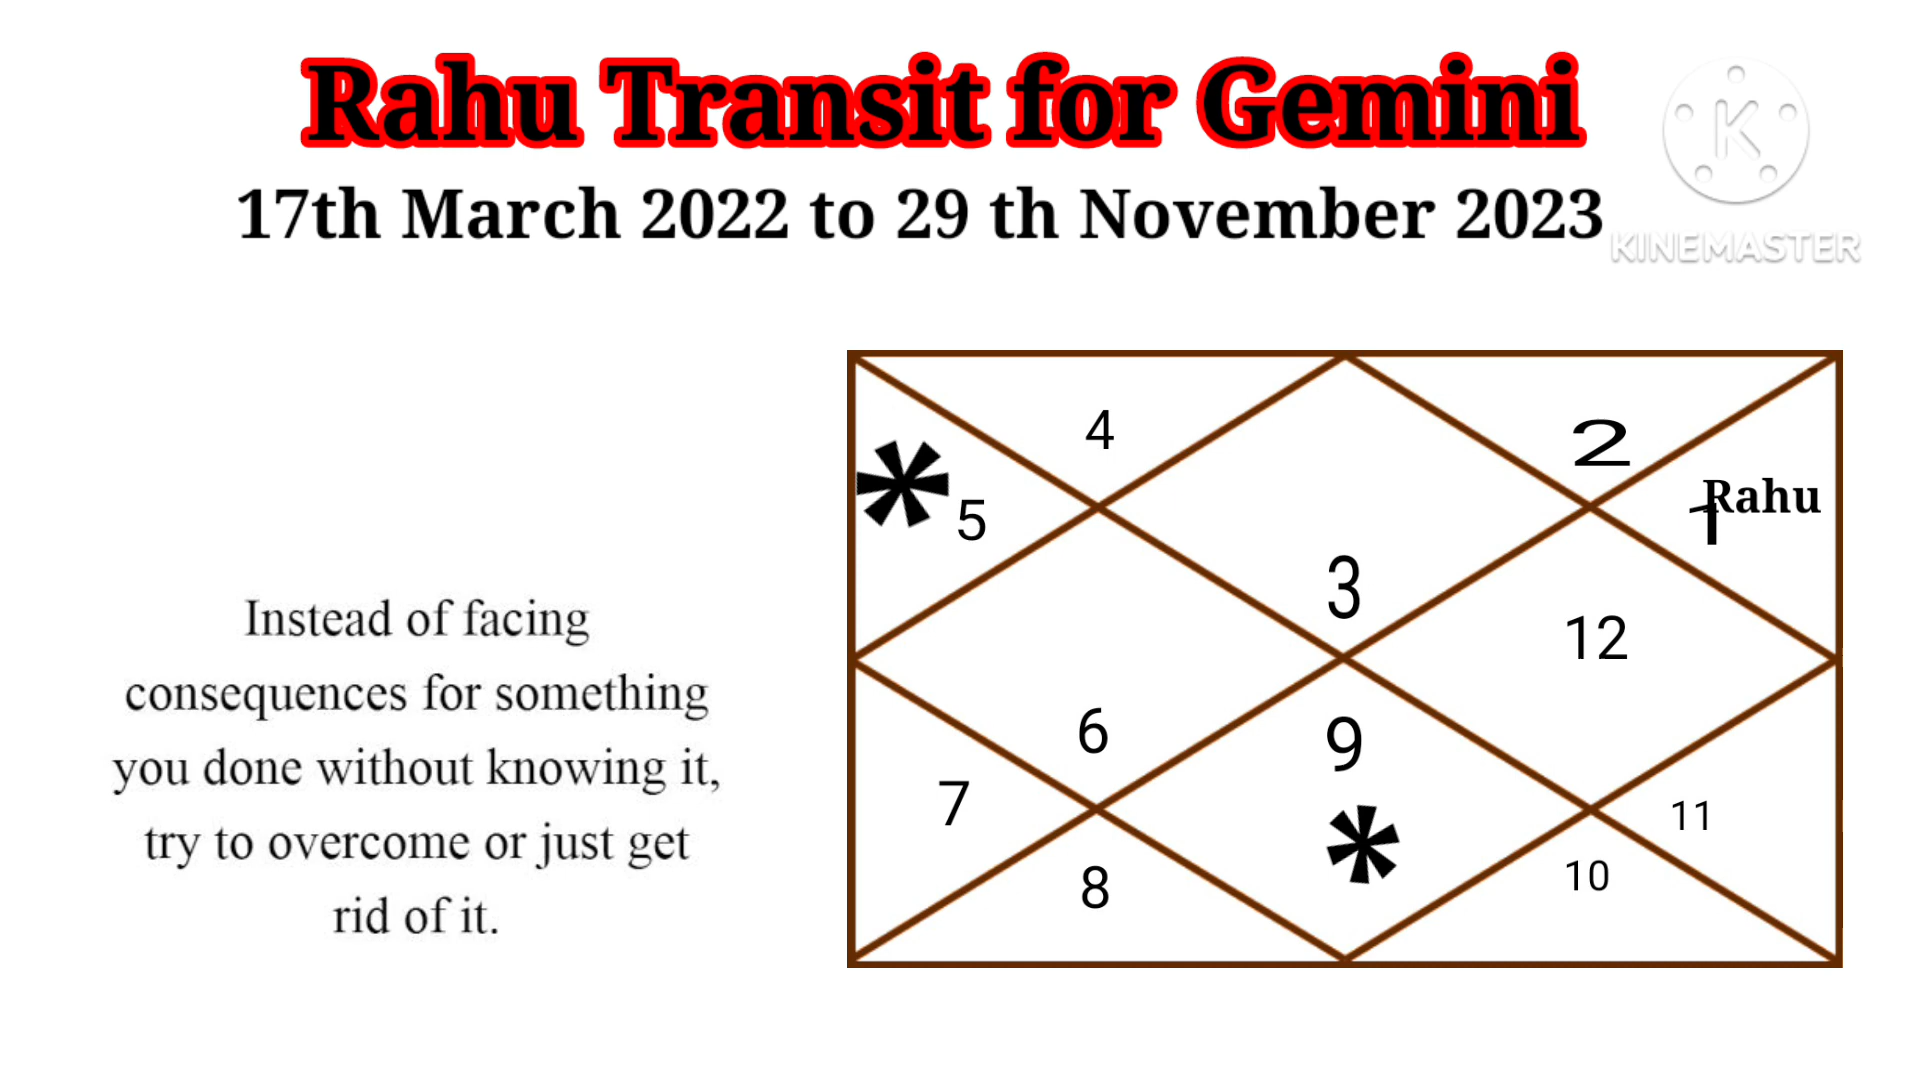 Rahu Transit for Gemini
17th March 2022 to 29 th November 2023
K
KINEMASTER
4
2
Rahu
5
1
3
12
Instead of facing
consequences for something
you done without knowing it,
try to overcome or just get
rid of it.
6
9
7
11
8
10